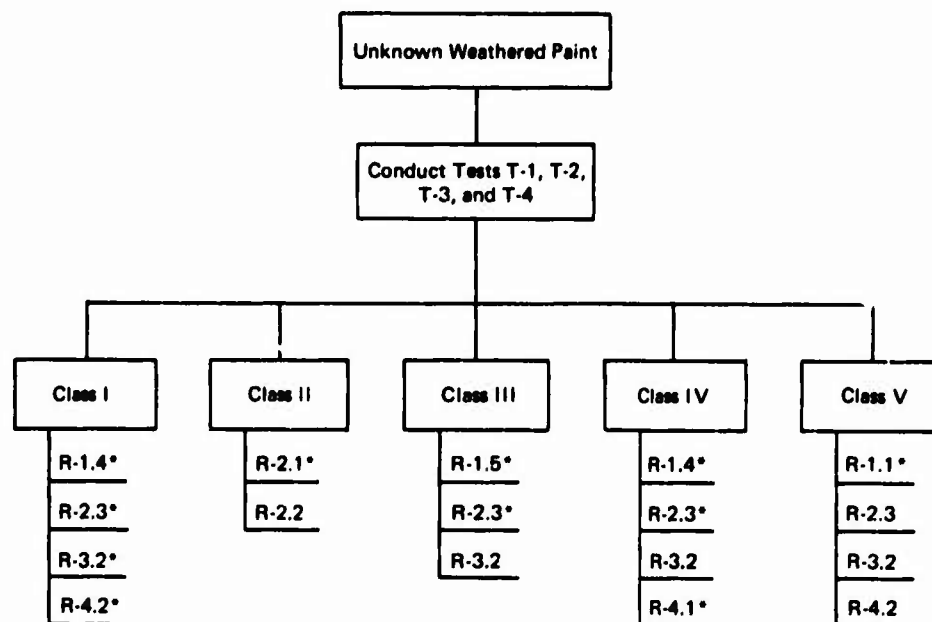 Unknown Weathered Paint
Conduct Tests T-1, T-2,
T-3, and T-4
Class I
Class II
Class III
Class IV
Class V
R-1.4*
R-2.3*
R-3.2*
R-4.2*
R-2.1*
R-2.2
R-1.5*
R-2.3*
R-3.2
R-1.4*
R-2.3*
R-3.2
R-4.1*
R-1.1*
R-2.3
R-3.2
R-4.2